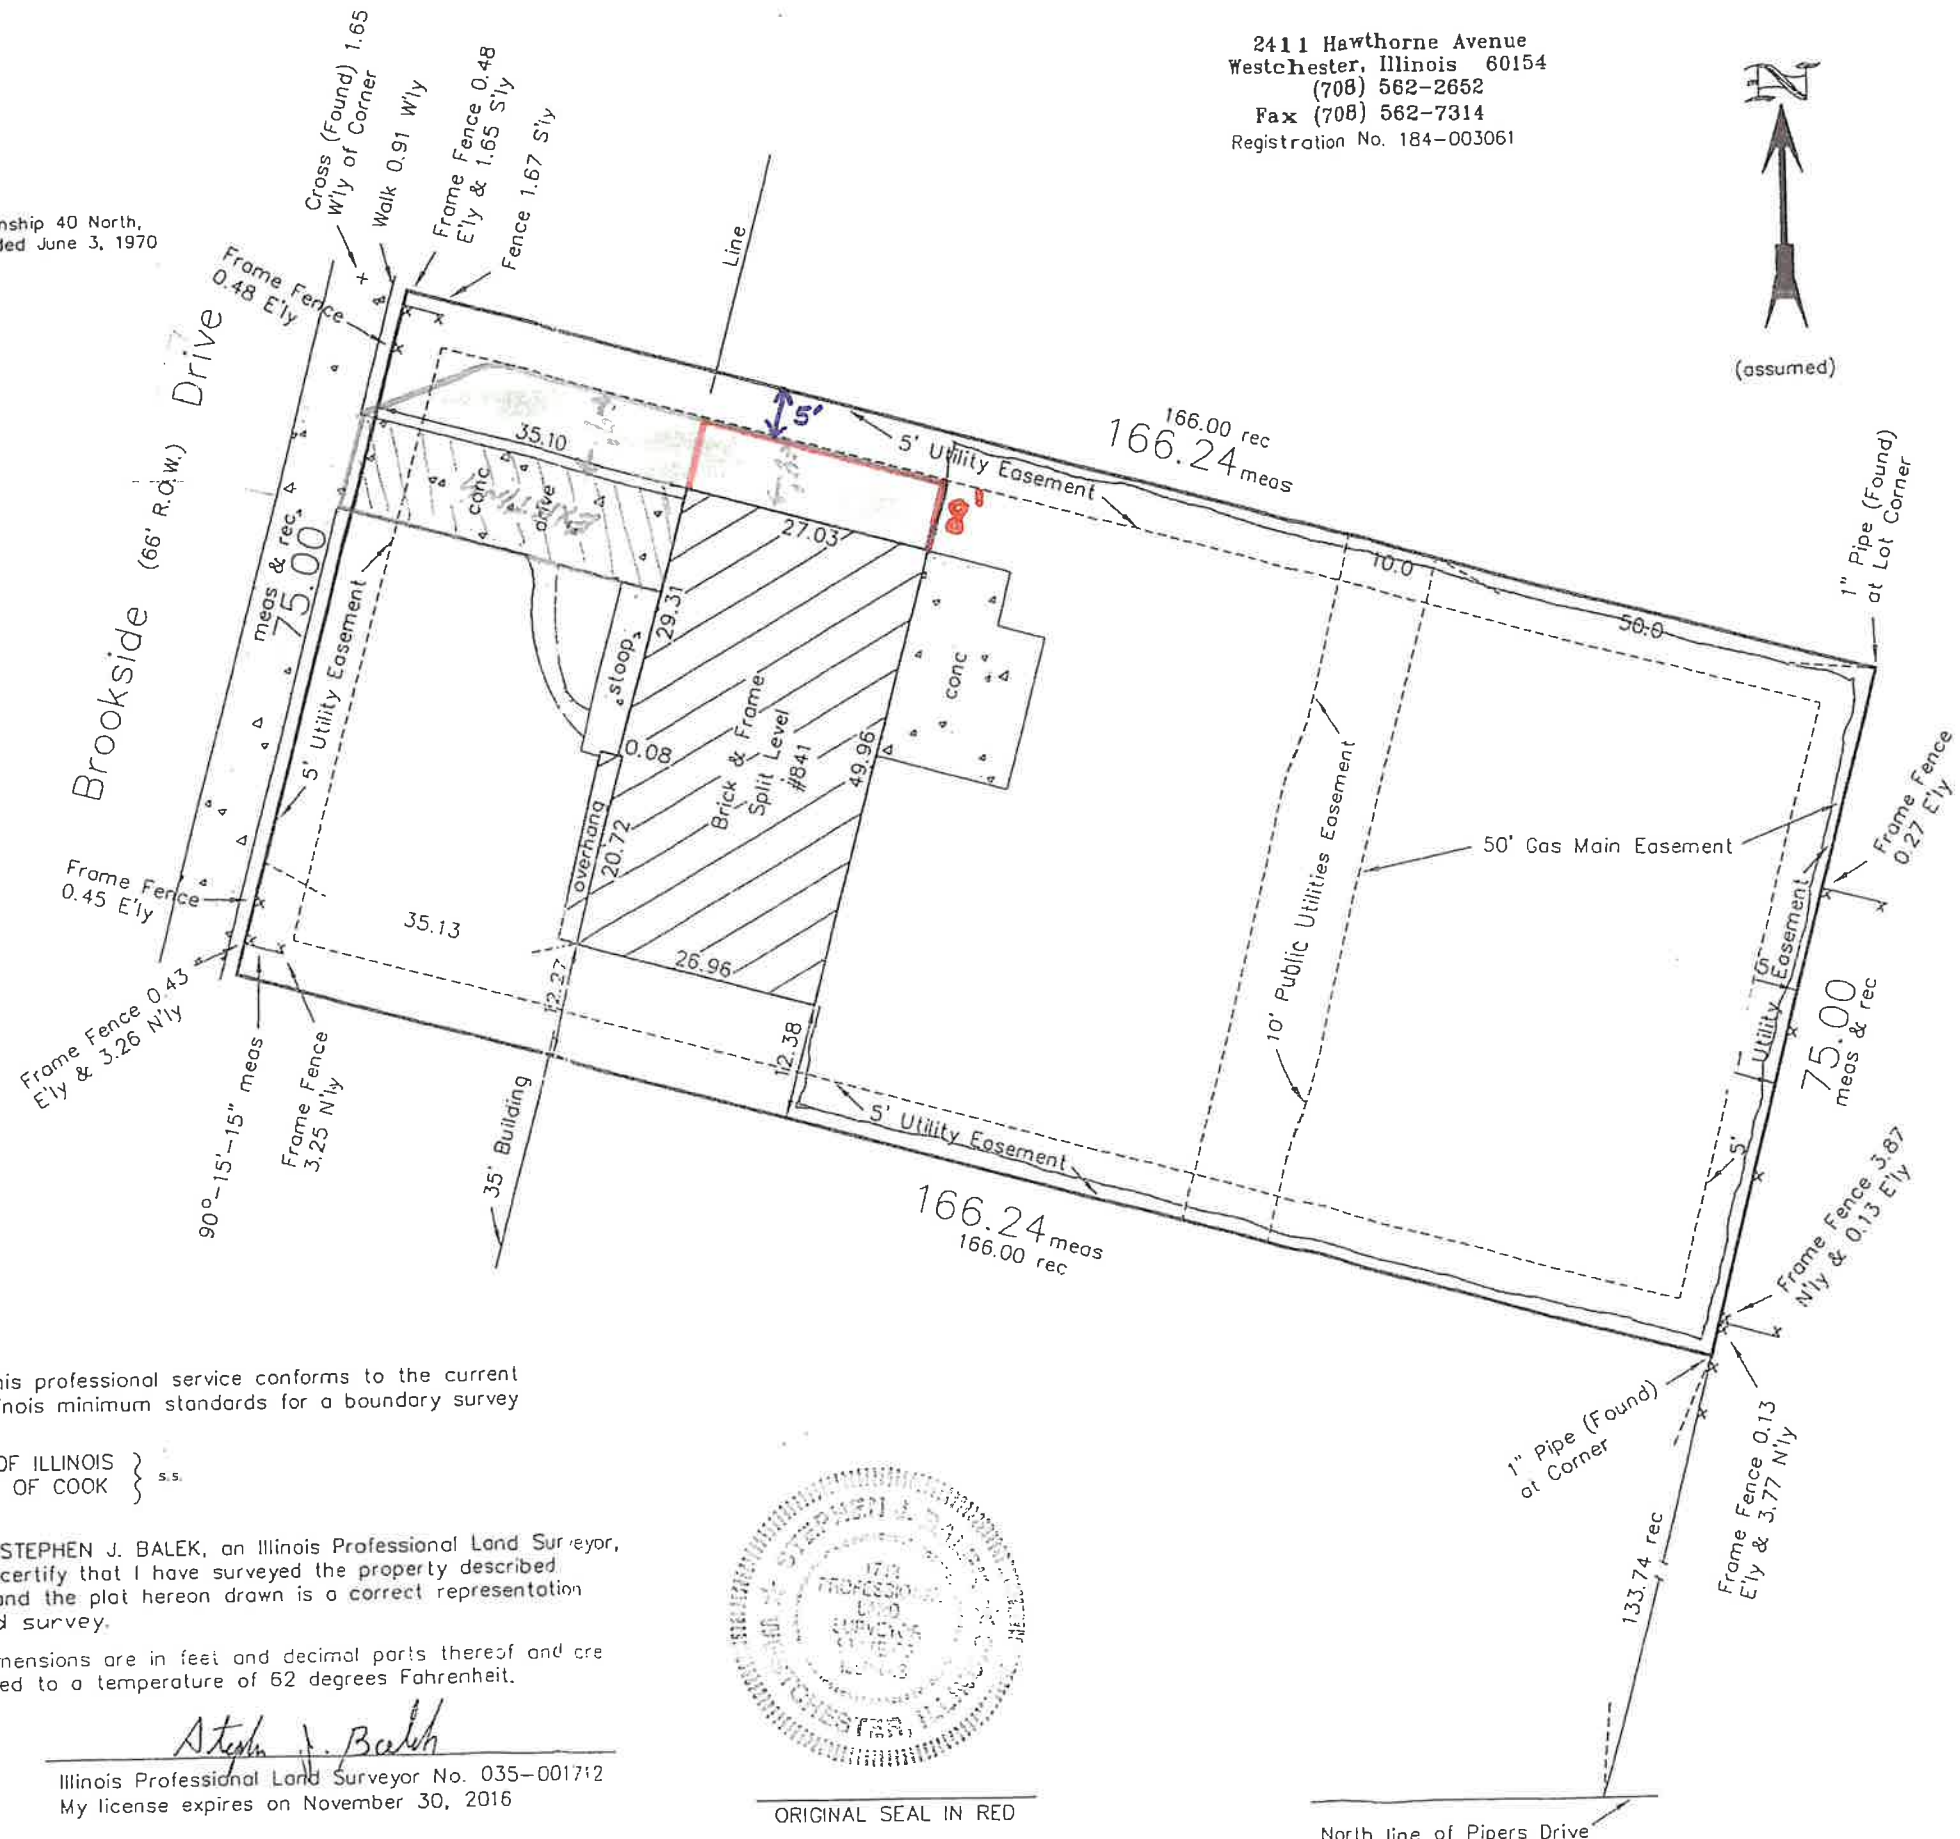 2411 Hawthorne Avenue
Westchester, Illinois 60154
(708) 562-2652
Fax (708) 562-7314
Registration No. 184-003061
(assumed)
nship 40 North,
ded June 3, 1970
Cross (Found) 1.65
W'ly of Corner
Walk 0.91 W'ly
Frame Fence 0.48
E'ly & 1.65 S'ly
Fence 1.67 S'ly
Frame Fence
0.48 E'ly
Line
Brookside (66' R.O.W.) Drive
meas & rec
75.00
5' Utility Easement
35.10
conc
drive
5'
8'
5' Utility Easement
166.00 rec
166.24 meas
1" Pipe (Found)
at Lot Corner
10.0
50.0
27.03
29.31
stoop
0.08
overhang
20.72
Brick & Frame
Split Level
#841
49.96
conc
26.96
35.13
12.27
12.38
10' Public Utilities Easement
50' Gas Main Easement
Frame Fence
0.27 E'ly
5'
Utility Easement
75.00
meas & rec
Frame Fence
0.45 E'ly
Frame Fence 0.43
E'ly & 3.26 N'ly
90°-15'-15" meas
Frame Fence
3.25 N'ly
35' Building
5' Utility Easement
166.24 meas
166.00 rec
Frame Fence 3.87
N'ly & 0.13 E'ly
1" Pipe (Found)
at Corner
Frame Fence 0.13
E'ly & 3.77 N'ly
133.74 rec
North line of Pipers Drive
his professional service conforms to the current
inois minimum standards for a boundary survey
OF ILLINOIS
OF COOK } s.s.
STEPHEN J. BALEK, an Illinois Professional Land Surveyor,
certify that I have surveyed the property described
and the plat hereon drawn is a correct representation
d survey.
mensions are in feet and decimal parts thereof and are
ed to a temperature of 62 degrees Fahrenheit.
Stephen J. Balek
Illinois Professional Land Surveyor No. 035-001712
My license expires on November 30, 2016
STEPHEN J. BALEK
1712
PROFESSIONAL
LAND
SURVEYOR
WESTCHESTER, ILLINOIS
ORIGINAL SEAL IN RED